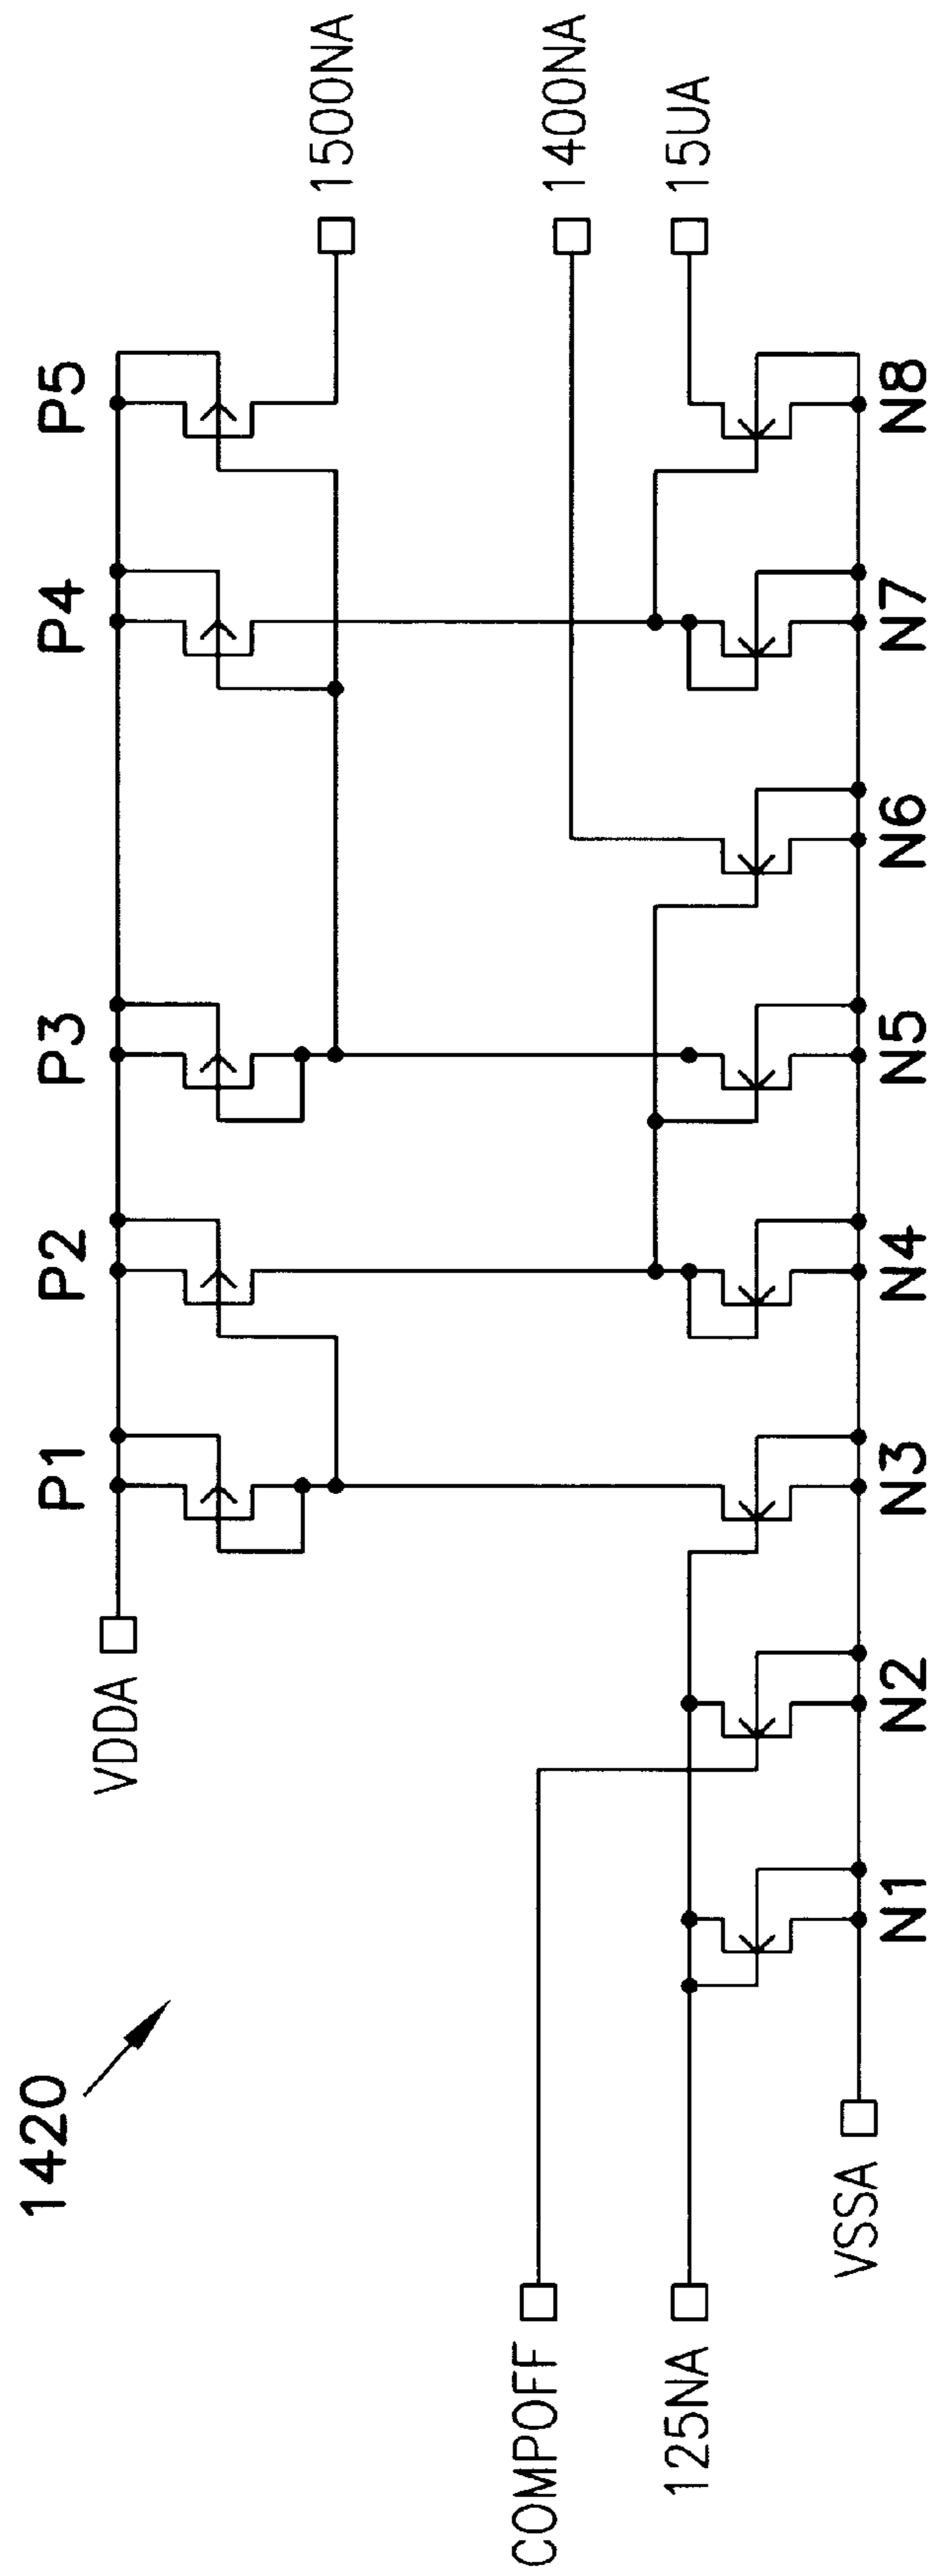 1420
P1 P2 P3 P4 P5
VDDA
1500NA
COMPOFF
1400NA
125NA
15UA
VSSA
N1 N2 N3 N4 N5 N6 N7 N8